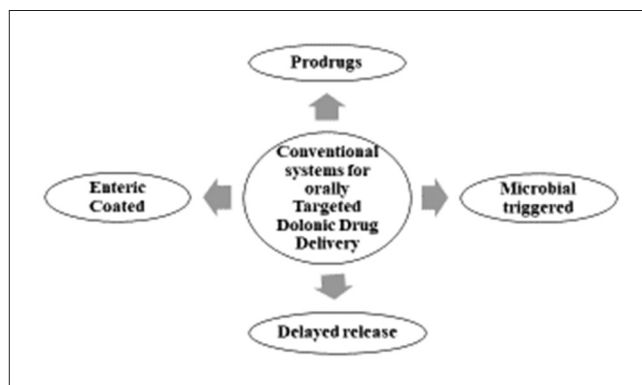 Prodrugs
Conventional
systems for
orally
Targeted
Dolonic Drug
Delivery
Enteric
Coated
Microbial
triggered
Delayed release